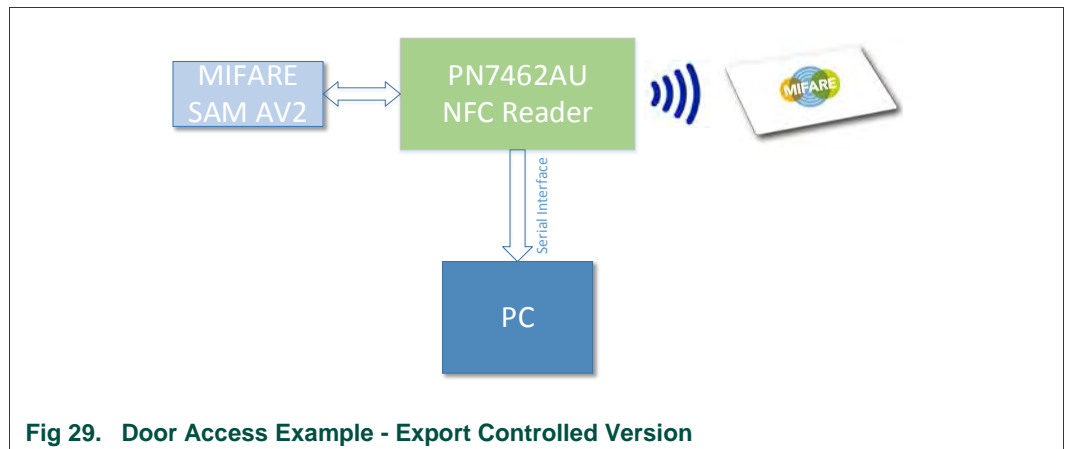 MIFARE
SAM AV2
PN7462AU
NFC Reader
MIFARE
Serial Interface
PC
Fig 29. Door Access Example - Export Controlled Version